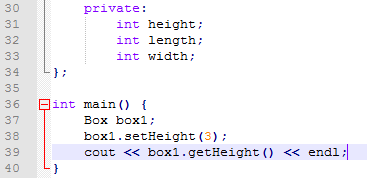 30 private:
31 int height;
32 int length;
33 int width;
34 };
35
36 int main() {
37 Box box1;
38 box1.setHeight(3);
39 cout << box1.getHeight() << endl;
40 }